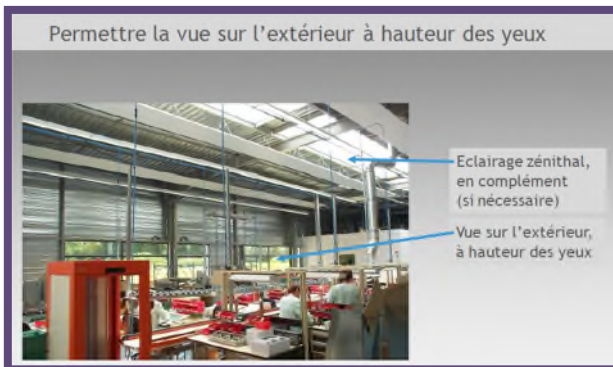 Permettre la vue sur l'extérieur à hauteur des yeux
Eclairage zénithal,
en complément
(si nécessaire)
Vue sur l'extérieur,
à hauteur des yeux